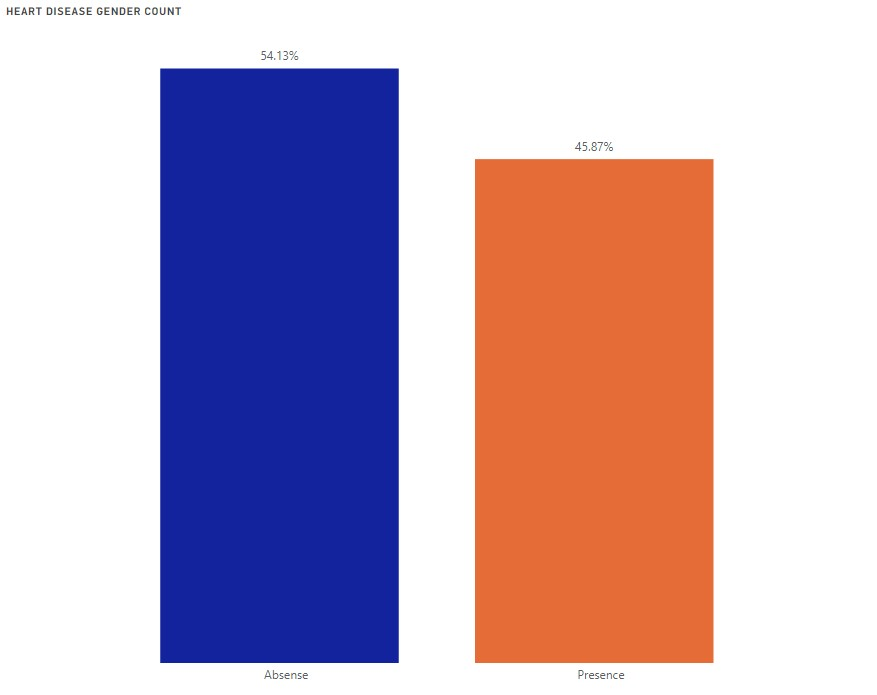 HEART DISEASE GENDER COUNT
54.13%
45.87%
Absense
Presence